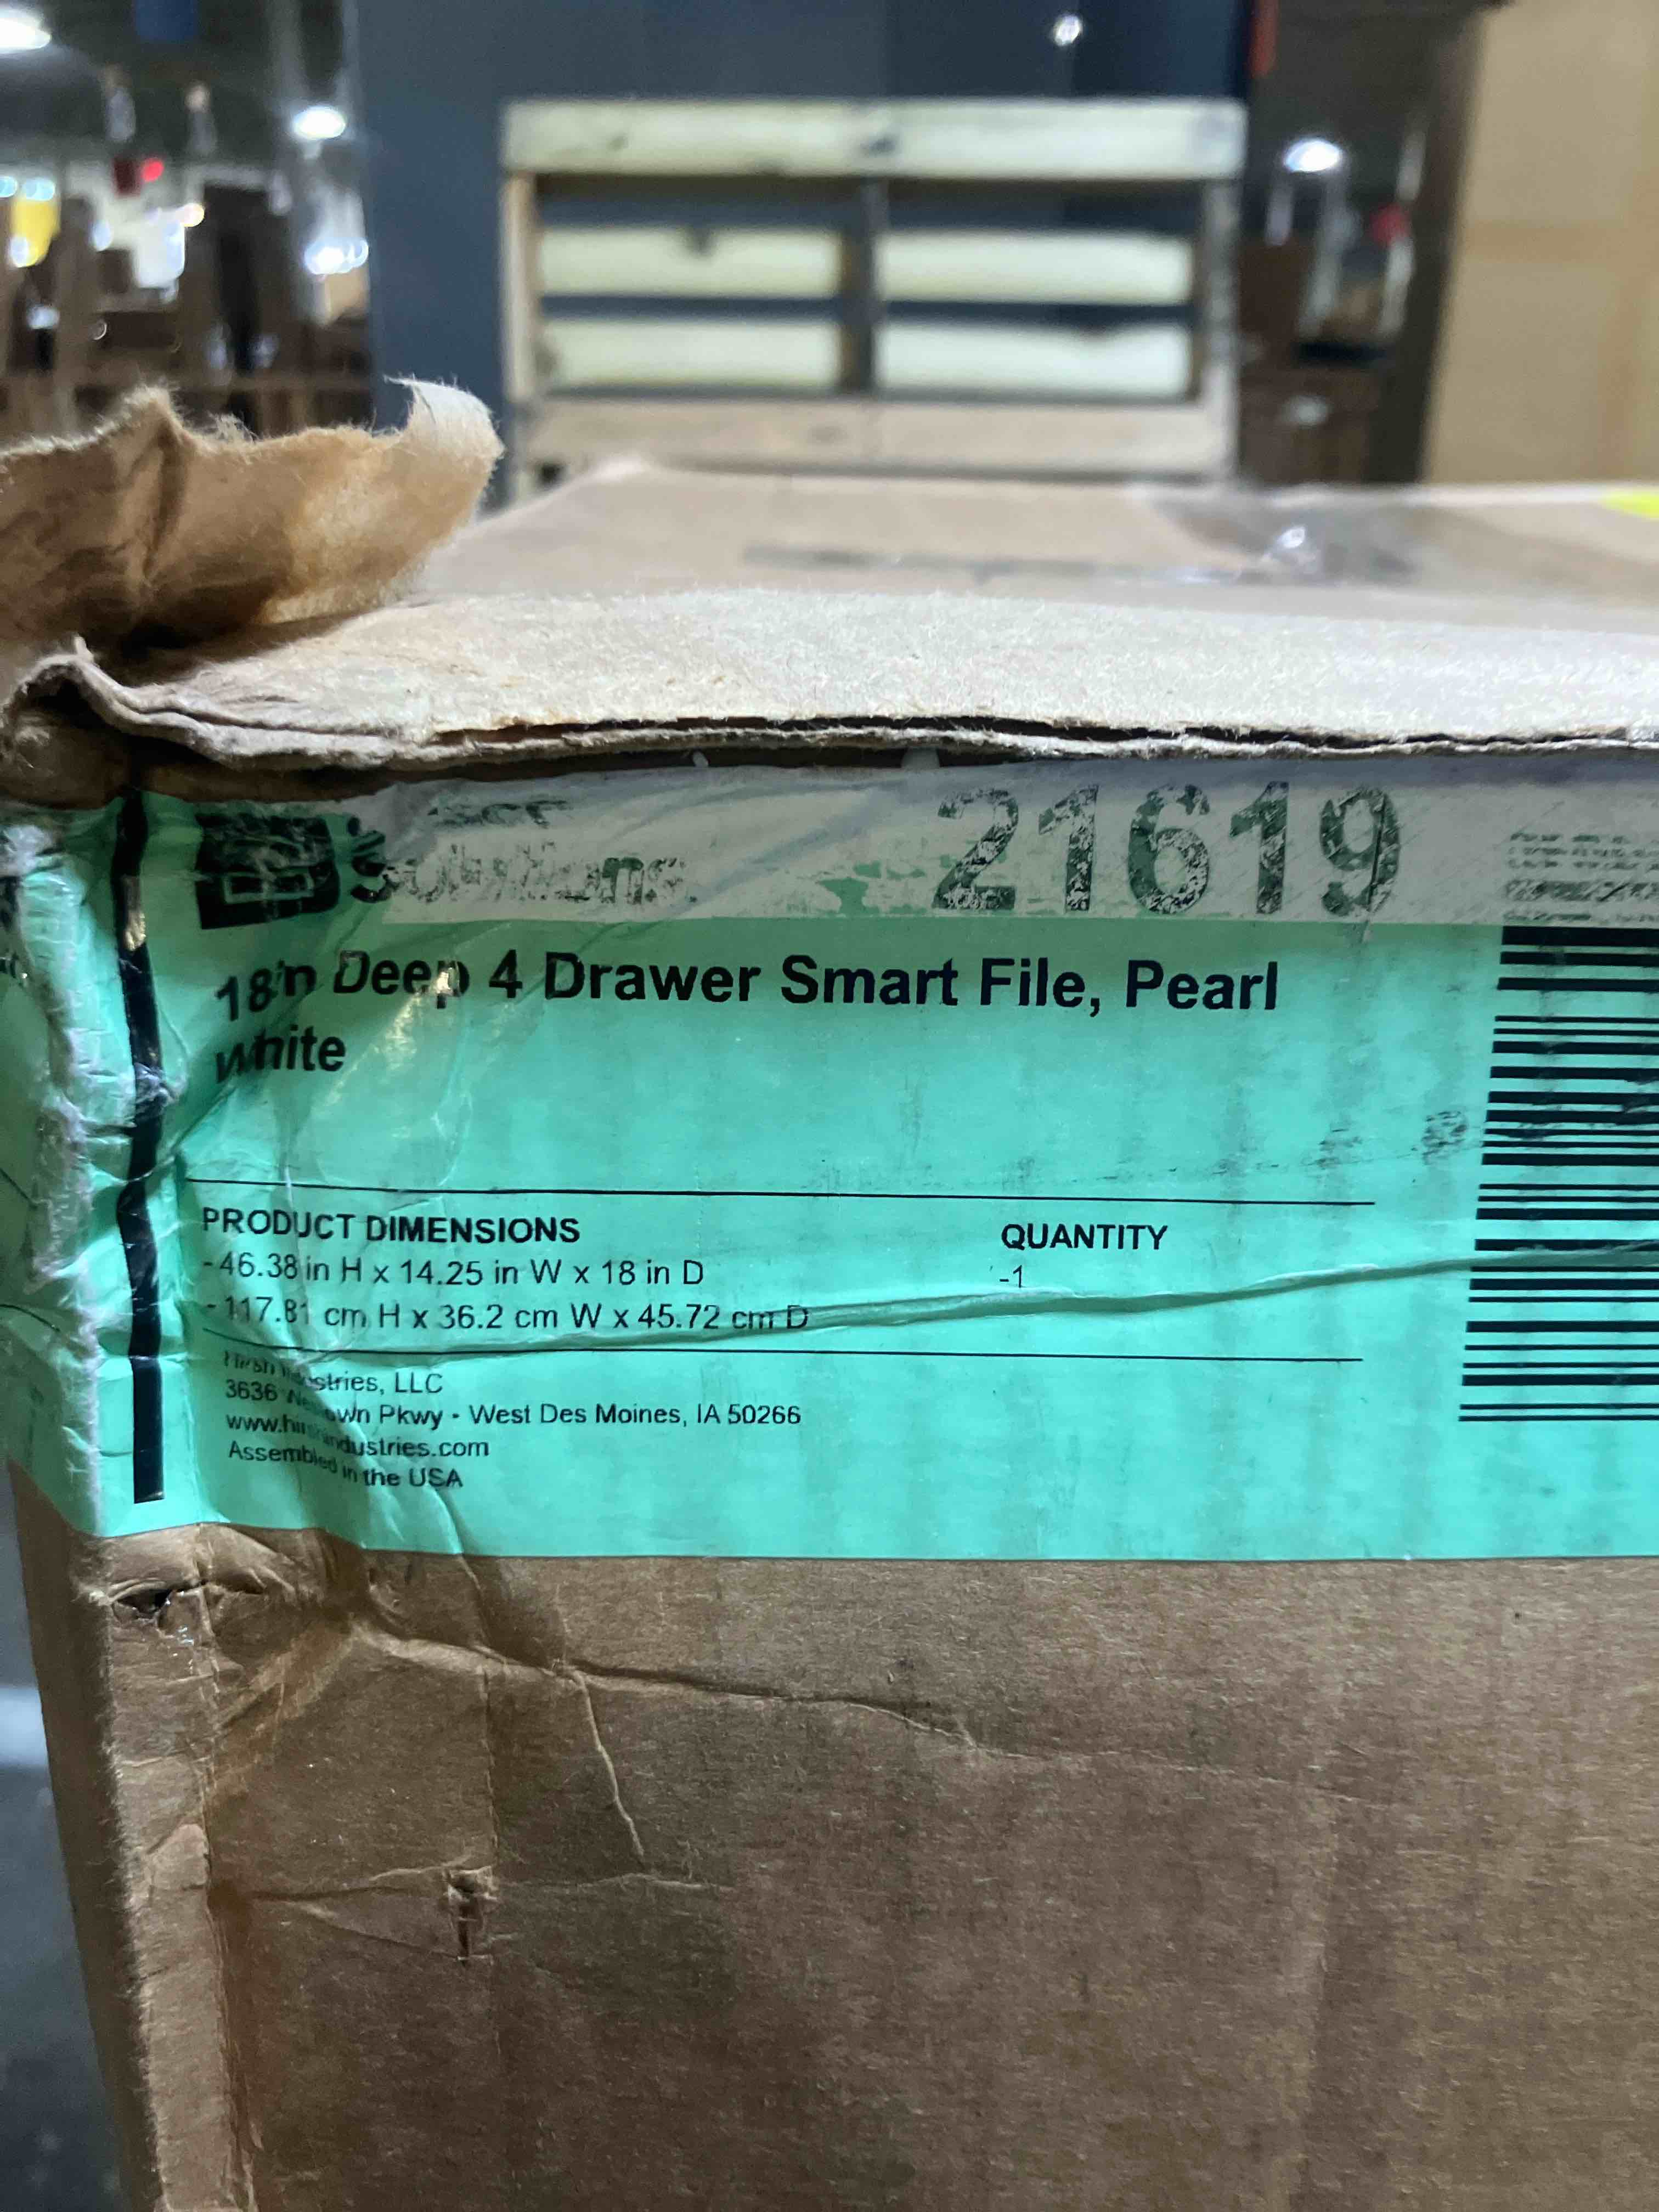 Solutions. 21619
18in Deep 4 Drawer Smart File, Pearl
White
PRODUCT DIMENSIONS
- 46.38 in H x 14.25 in W x 18 in D
- 117.81 cm H x 36.2 cm W x 45.72 cm D
QUANTITY
-1
Hirsh Industries, LLC
3636 Westown Pkwy - West Des Moines, IA 50266
www.hirshindustries.com
Assembled in the USA